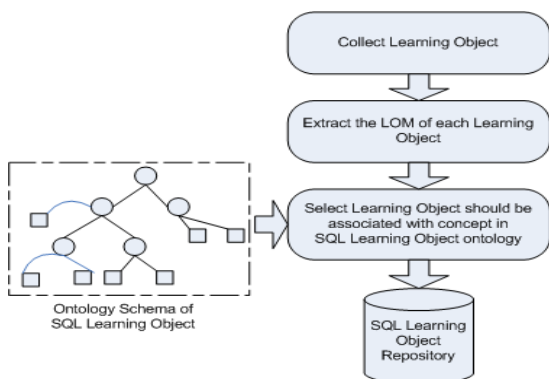 Collect Learning Object
Extract the LOM of each Learning
Object
Select Learning Object should be
associated with concept in
SQL Learning Object ontology
Ontology Schema of
SQL Learning Object
SQL Learning
Object
Repository